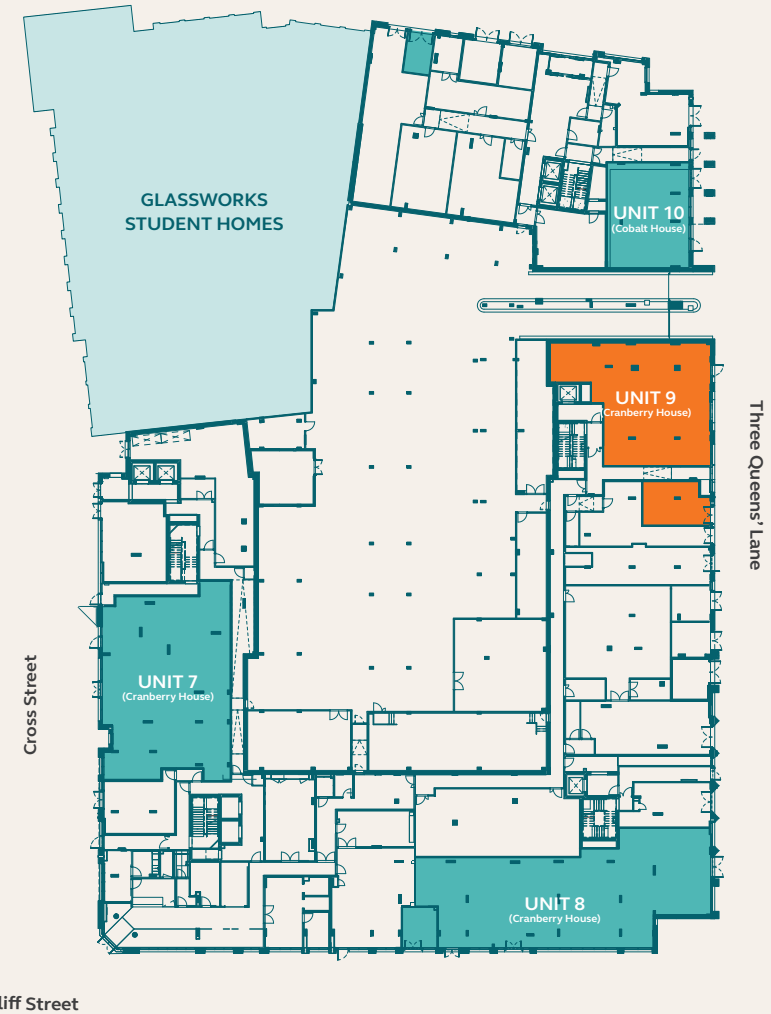 GLASSWORKS
STUDENT HOMES
UNIT 10
(Cobalt House)
UNIT 9
(Cranberry House)
Three Queens' Lane
UNIT 7
(Cranberry House)
Cross Street
UNIT 8
(Cranberry House)
liff Street